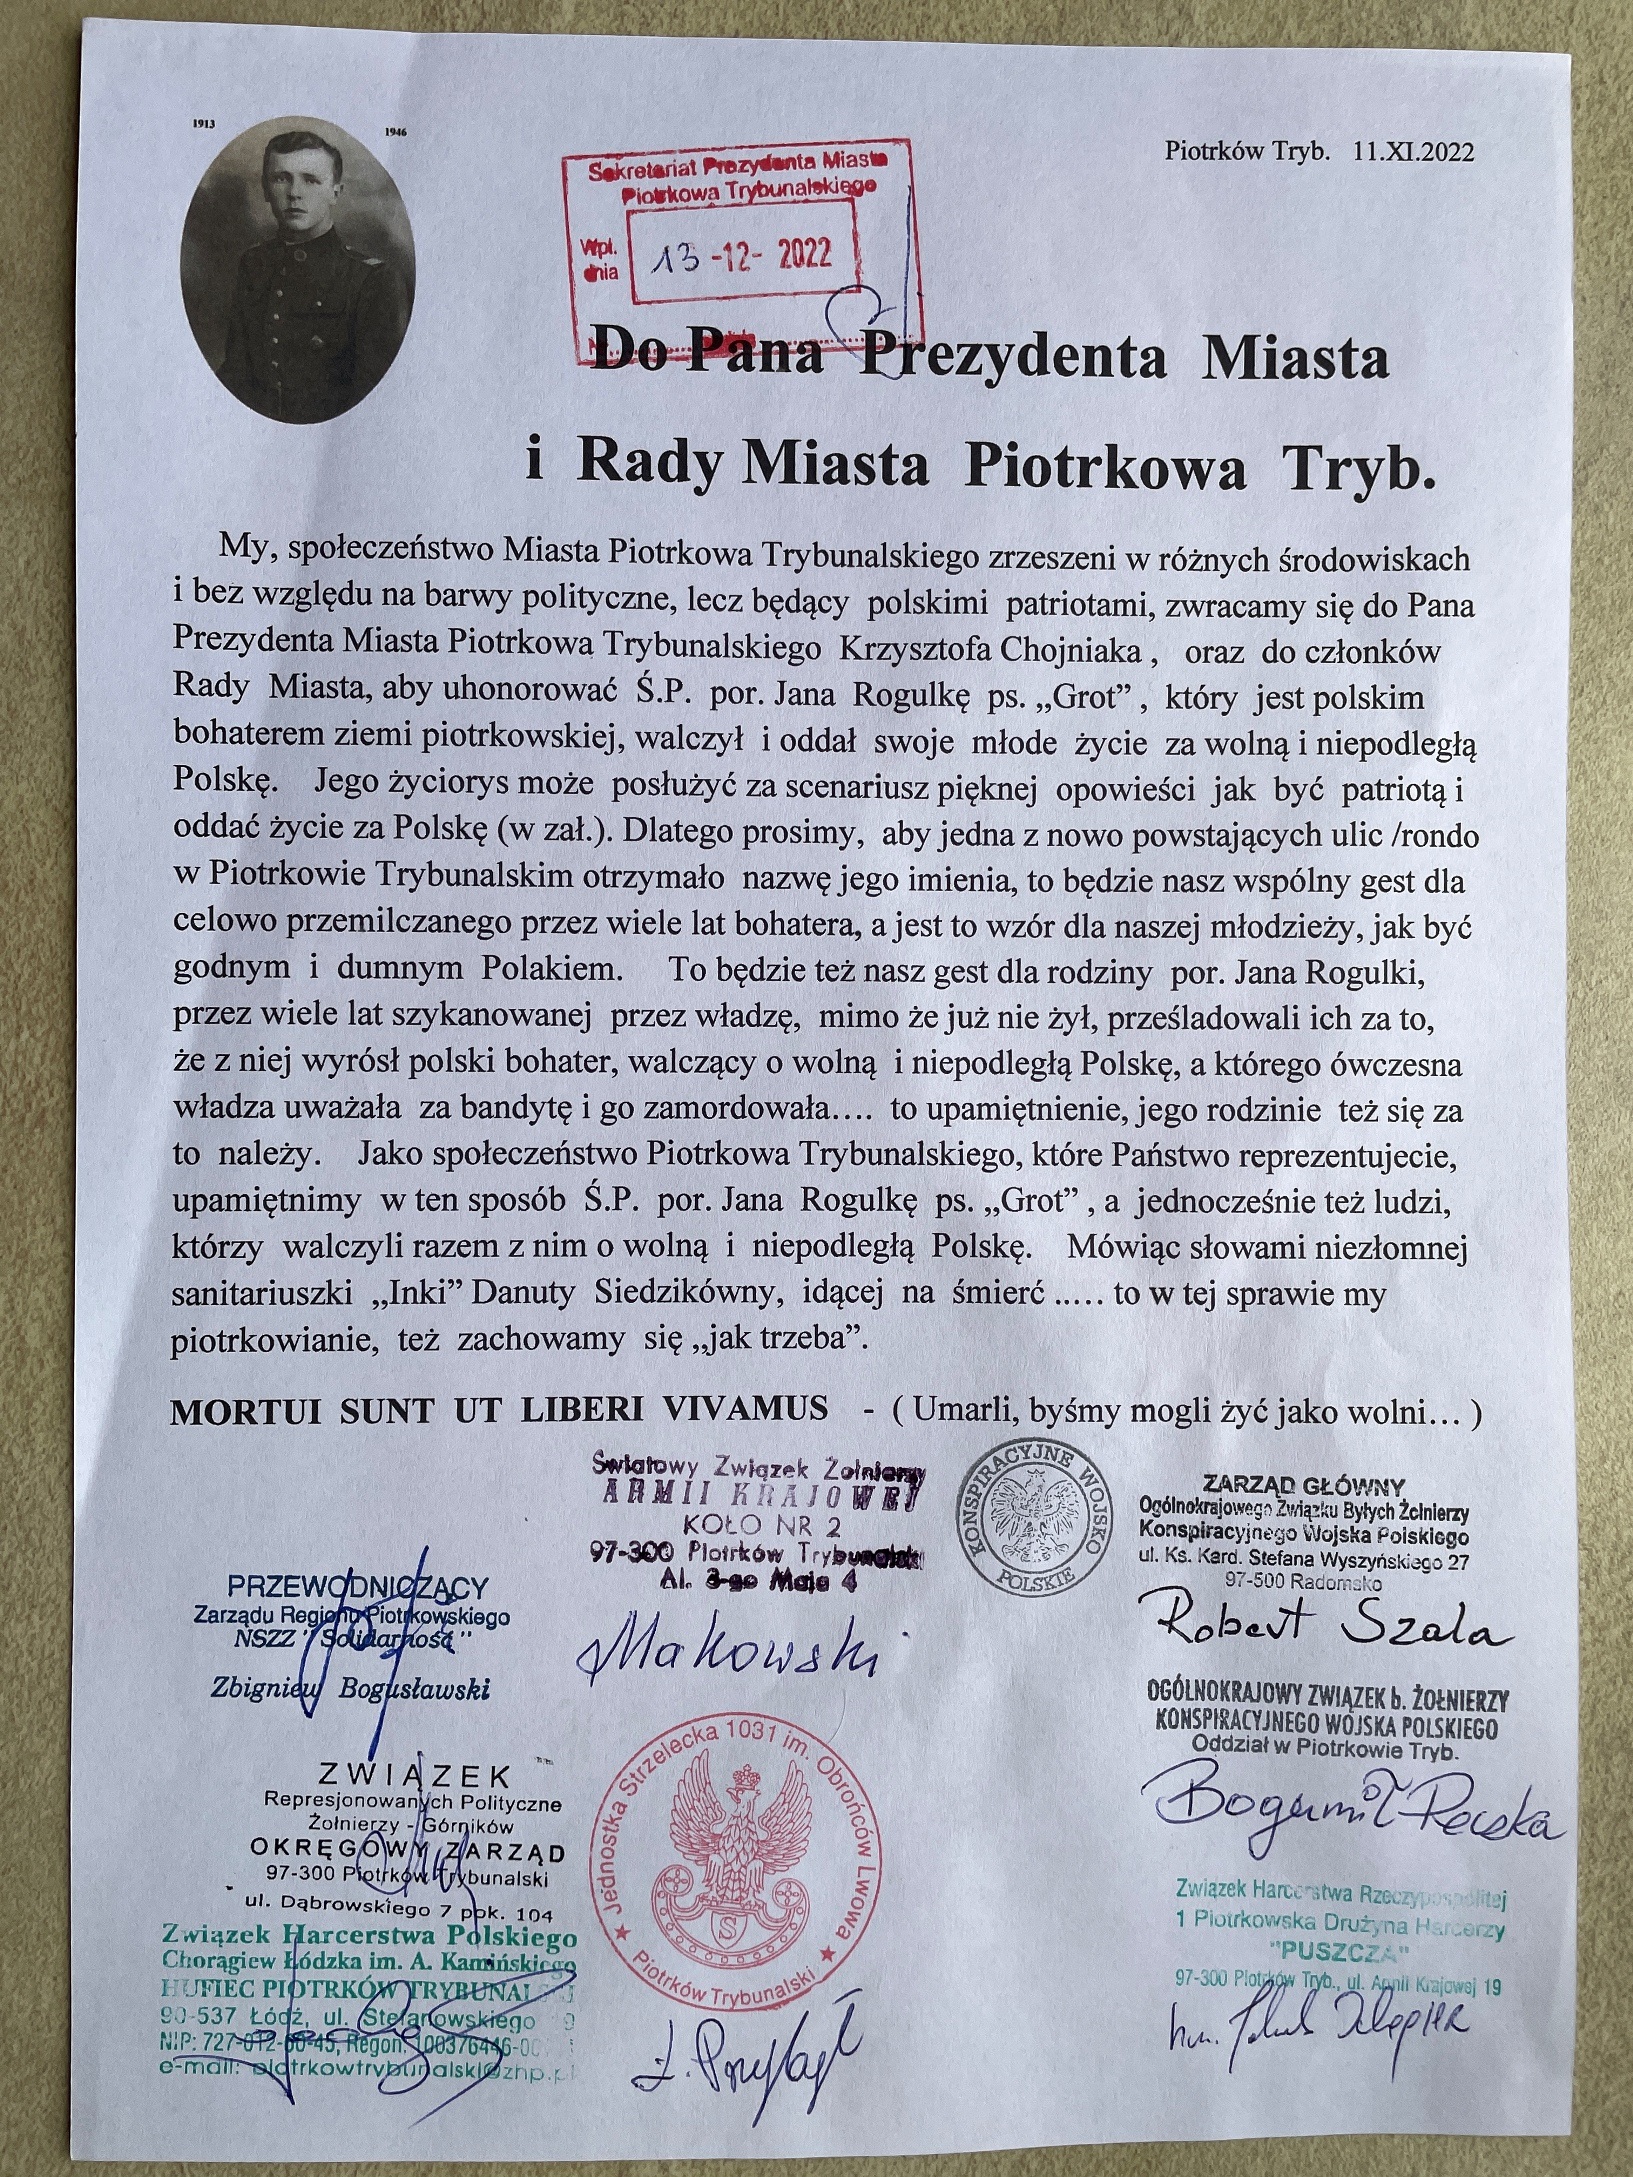 1913
1946
Piotrków Tryb. 11.XI.2022
Sekretariat Prezydenta Miasta
Piotrkowa Trybunalskiego
Wpł.
dnia
13 -12- 2022
Do Pana Prezydenta Miasta
i Rady Miasta Piotrkowa Tryb.
My, społeczeństwo Miasta Piotrkowa Trybunalskiego zrzeszeni w różnych środowiskach
i bez względu na barwy polityczne, lecz będący polskimi patriotami, zwracamy się do Pana
Prezydenta Miasta Piotrkowa Trybunalskiego Krzysztofa Chojniaka , oraz do członków
Rady Miasta, aby uhonorować Ś.P. por. Jana Rogulkę ps. „Grot” , który jest polskim
bohaterem ziemi piotrkowskiej, walczył i oddał swoje młode życie za wolną i niepodległą
Polskę. Jego życiorys może posłużyć za scenariusz pięknej opowieści jak być patriotą i
oddać życie za Polskę (w zał.). Dlatego prosimy, aby jedna z nowo powstających ulic /rondo
w Piotrkowie Trybunalskim otrzymało nazwę jego imienia, to będzie nasz wspólny gest dla
celowo przemilczanego przez wiele lat bohatera, a jest to wzór dla naszej młodzieży, jak być
godnym i dumnym Polakiem. To będzie też nasz gest dla rodziny por. Jana Rogulki,
przez wiele lat szykanowanej przez władzę, mimo że już nie żył, prześladowali ich za to,
że z niej wyrósł polski bohater, walczący o wolną i niepodległą Polskę, a którego ówczesna
władza uważała za bandytę i go zamordowała…. to upamiętnienie, jego rodzinie też się za
to należy. Jako społeczeństwo Piotrkowa Trybunalskiego, które Państwo reprezentujecie,
upamiętnimy w ten sposób Ś.P. por. Jana Rogulkę ps. „Grot” , a jednocześnie też ludzi,
którzy walczyli razem z nim o wolną i niepodległą Polskę. Mówiąc słowami niezłomnej
sanitariuszki „Inki” Danuty Siedzikówny, idącej na śmierć ….. to w tej sprawie my
piotrkowianie, też zachowamy się „jak trzeba”.
MORTUI SUNT UT LIBERI VIVAMUS - ( Umarli, byśmy mogli żyć jako wolni… )
Światowy Związek Żołnierzy
ARMII KRAJOWEJ
KOŁO NR 2
97-300 Piotrków Trybunalski
Al. 3-go Maja 4
Makowski
KONSPIRACYJNE WOJSKO POLSKIE
ZARZĄD GŁÓWNY
Ogólnokrajowego Związku Byłych Żołnierzy
Konspiracyjnego Wojska Polskiego
ul. Ks. Kard. Stefana Wyszyńskiego 27
97-500 Radomsko
Robert Szala
PRZEWODNICZĄCY
Zarządu Regionu Piotrkowskiego
NSZZ "Solidarność"
Zbigniew Bogusławski
OGÓLNOKRAJOWY ZWIĄZEK b. ŻOŁNIERZY
KONSPIRACYJNEGO WOJSKA POLSKIEGO
Oddział w Piotrkowie Tryb.
Bogumił
ZWIĄZEK
Represjonowanych Polityczne
Żołnierzy - Górników
OKRĘGOWY ZARZĄD
97-300 Piotrków Trybunalski
ul. Dąbrowskiego 7 pok. 104
Jednostka Strzelecka 1031 im. Obrońców Lwowa
Piotrków Trybunalski
S
Związek Harcerstwa Polskiego
Chorągiew Łódzka im. A. Kamińskiego
HUFIEC PIOTRKÓW TRYBUNALSKI
90-537 Łódź, ul. Stefanowskiego 19
NIP: 727-012-60-45, Regon: 100376446-00
e-mail: piotrkowtrybunalski@zhp.pl
Związek Harcerstwa Rzeczypospolitej
1 Piotrkowska Drużyna Harcerzy
"PUSZCZA"
97-300 Piotrków Tryb., ul. Armii Krajowej 19